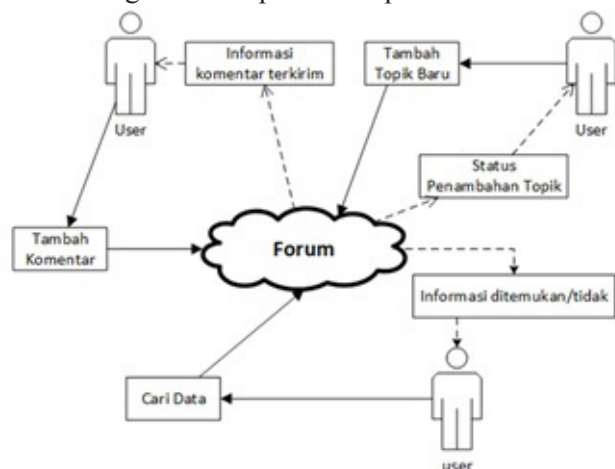 Informasi
komentar terkirim
Tambah
Topik Baru
User
User
Status
Penambahan Topik
Tambah
Komentar
Forum
Informasi ditemukan/tidak
Cari Data
user